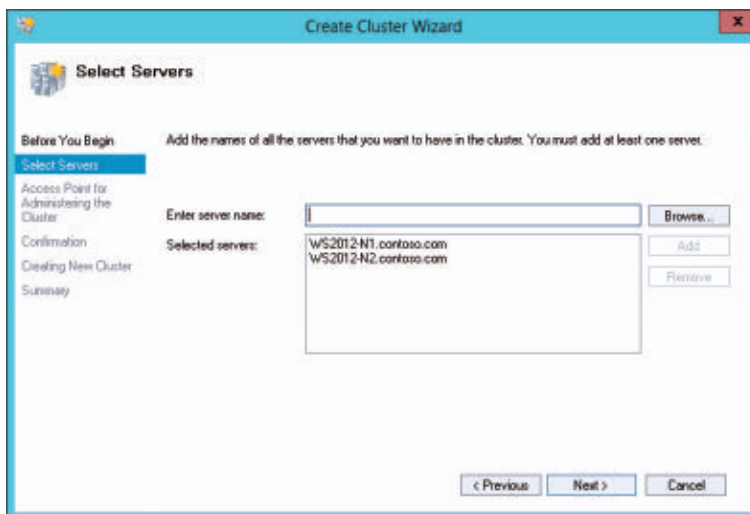 Create Cluster Wizard
x
Select Servers
Before You Begin
Select Servers
Access Point for
Administering the
Cluster
Confirmation
Creating New Cluster
Summary
Add the names of all the servers that you want to have in the cluster. You must add at least one server.
Enter server name:
Browse...
Selected servers:
WS2012-N1.contoso.com
WS2012-N2.contoso.com
Add
Remove
< Previous
Next >
Cancel